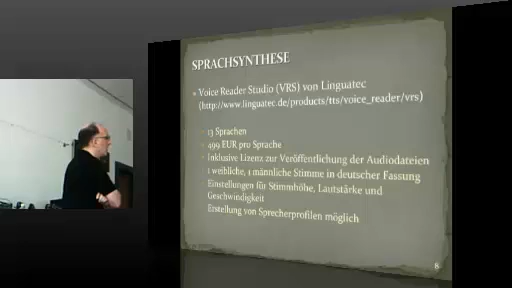 SPRACHSYNTHESE
Voice Reader Studio (VRS) von Linguatec
(http://www.linguatec.de/products/tts/voice_reader/vrs)
13 Sprachen
499 EUR pro Sprache
Inklusive Lizenz zur Veröffentlichung der Audiodateien
1 weibliche, 1 männliche Stimme in deutscher Fassung
Einstellungen für Stimmhöhe, Lautstärke und
Geschwindigkeit
Erstellung von Sprecherprofilen möglich
8